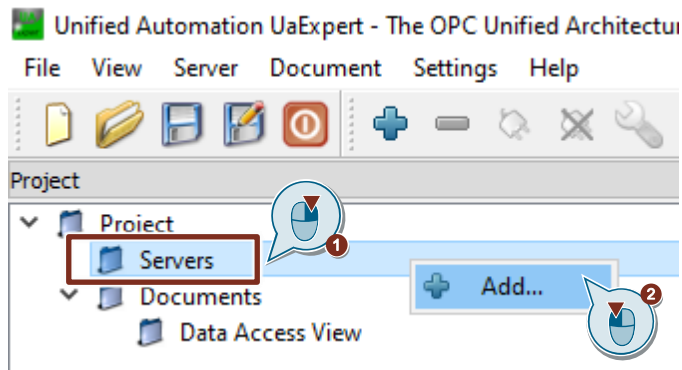 Unified Automation UaExpert - The OPC Unified Architectur
File View Server Document Settings Help
Project
Project
Servers
1
Add...
2
Documents
Data Access View